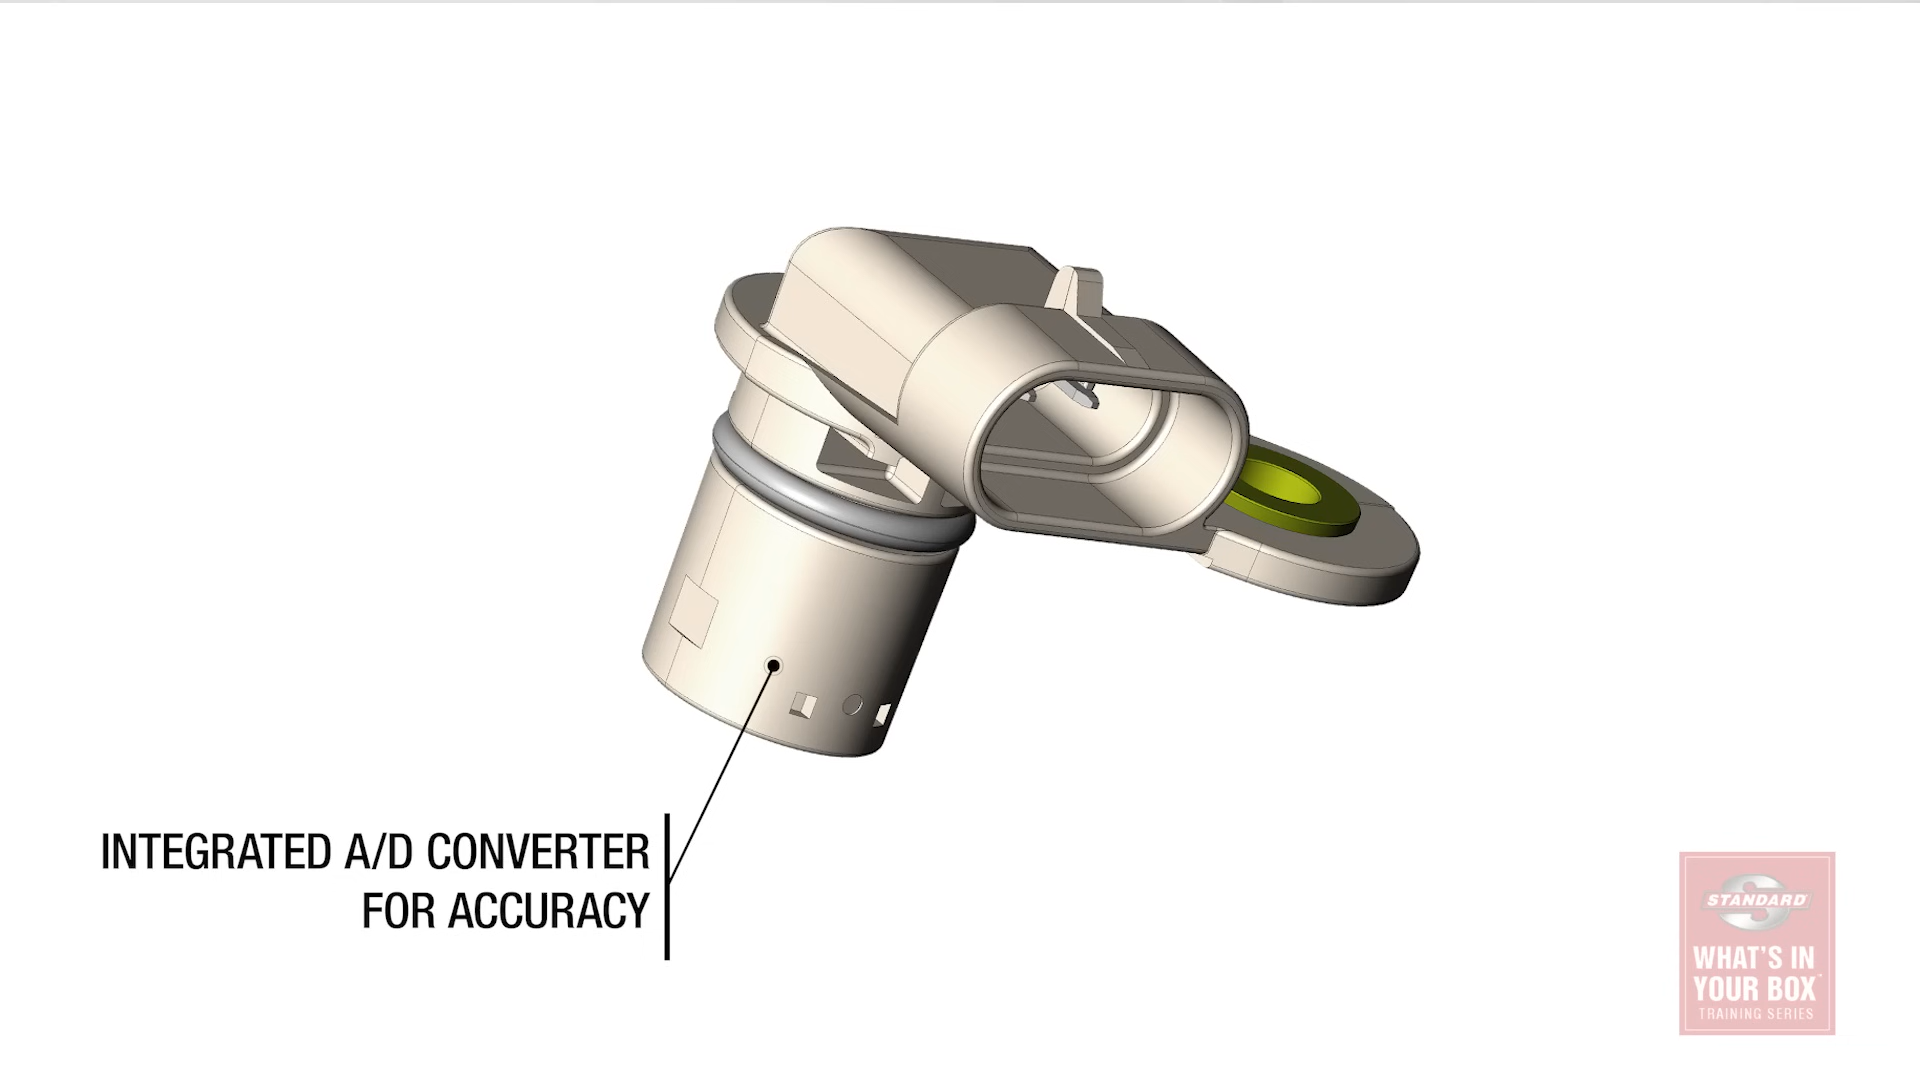 INTEGRATED A/D CONVERTER
FOR ACCURACY
STANDARD
WHAT'S IN
YOUR BOX™
TRAINING SERIES